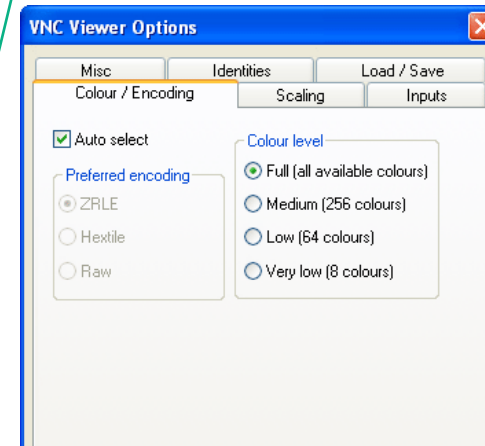 VNC Viewer Options
Misc Identities Load / Save
Colour / Encoding Scaling Inputs
Auto select
Preferred encoding
ZRLE
Hextile
Raw
Colour level
Full (all available colours)
Medium (256 colours)
Low (64 colours)
Very low (8 colours)